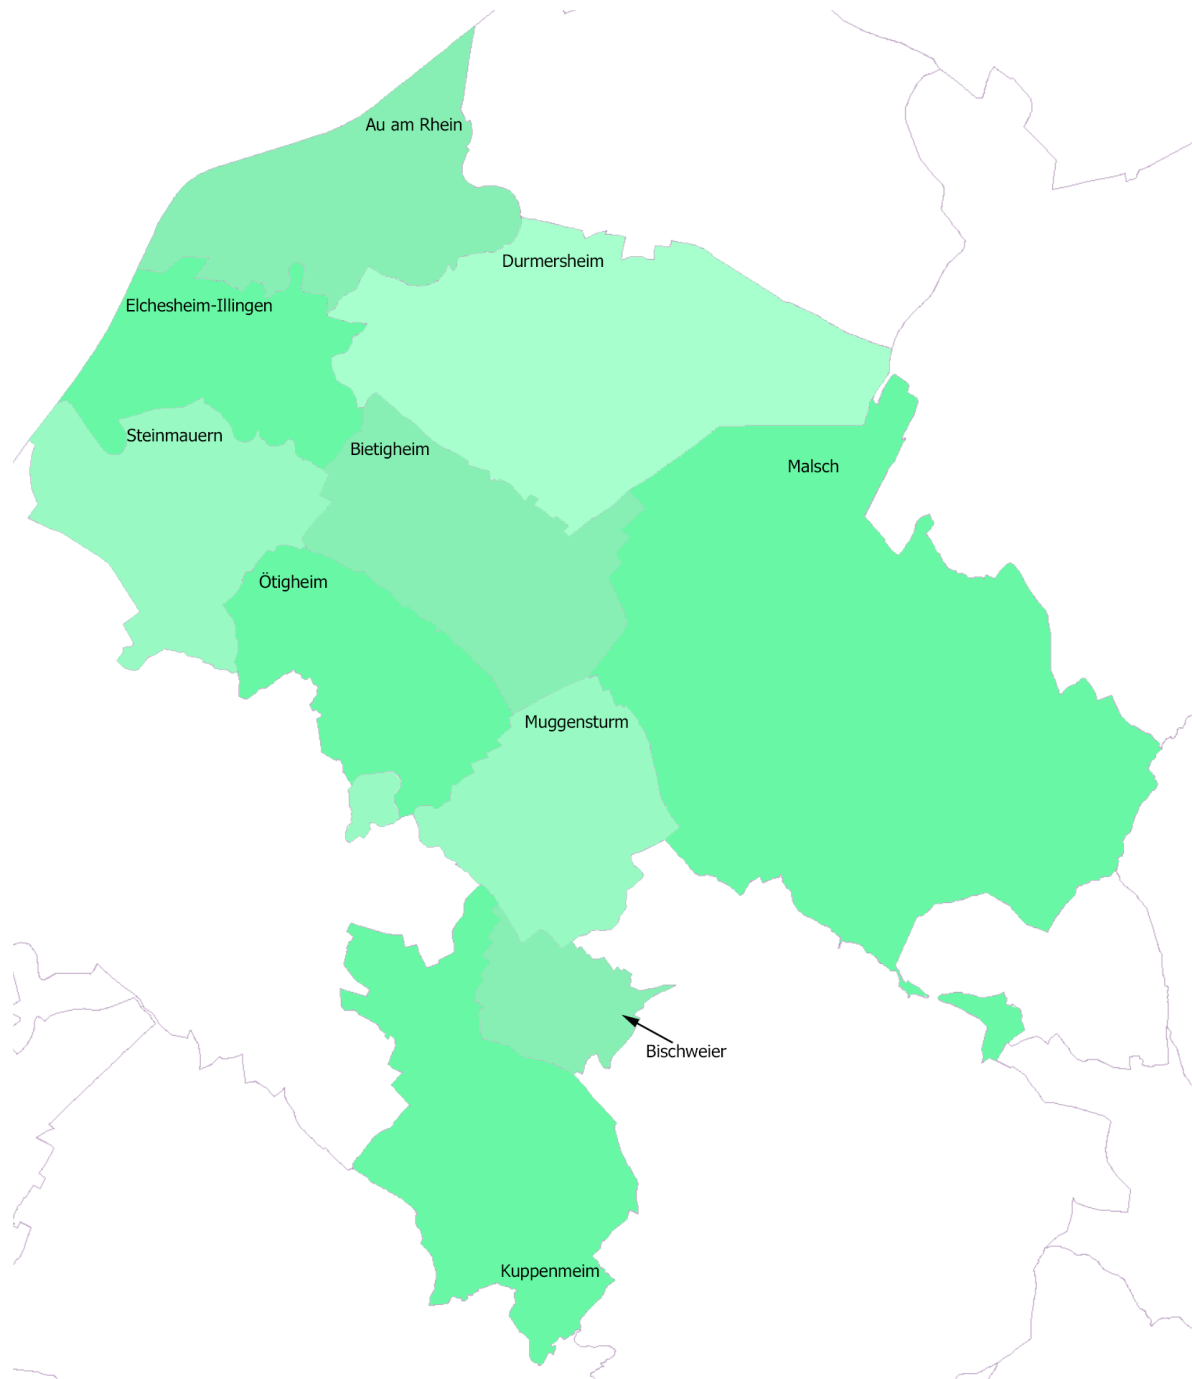 Au am Rhein
Durmersheim
Elchesheim-Illingen
Steinmauern
Bietigheim
Malsch
Ötigheim
Muggensturm
Bischweier
Kuppenmeim